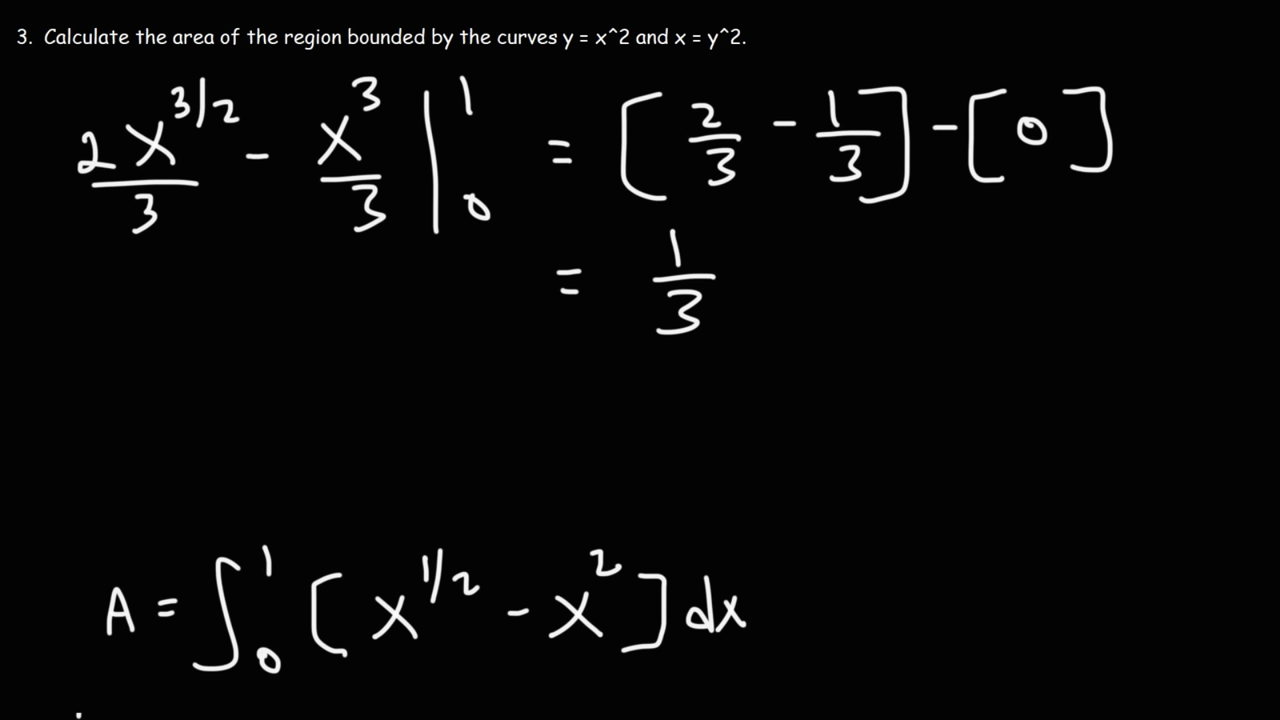 3. Calculate the area of the region bounded by the curves y = x^2 and x = y^2.
2x^{3/2}/3 - x^3/3 |_0^1 = [2/3 - 1/3] - [0]
= 1/3
A = ∫_0^1 [x^{1/2} - x^2] dx